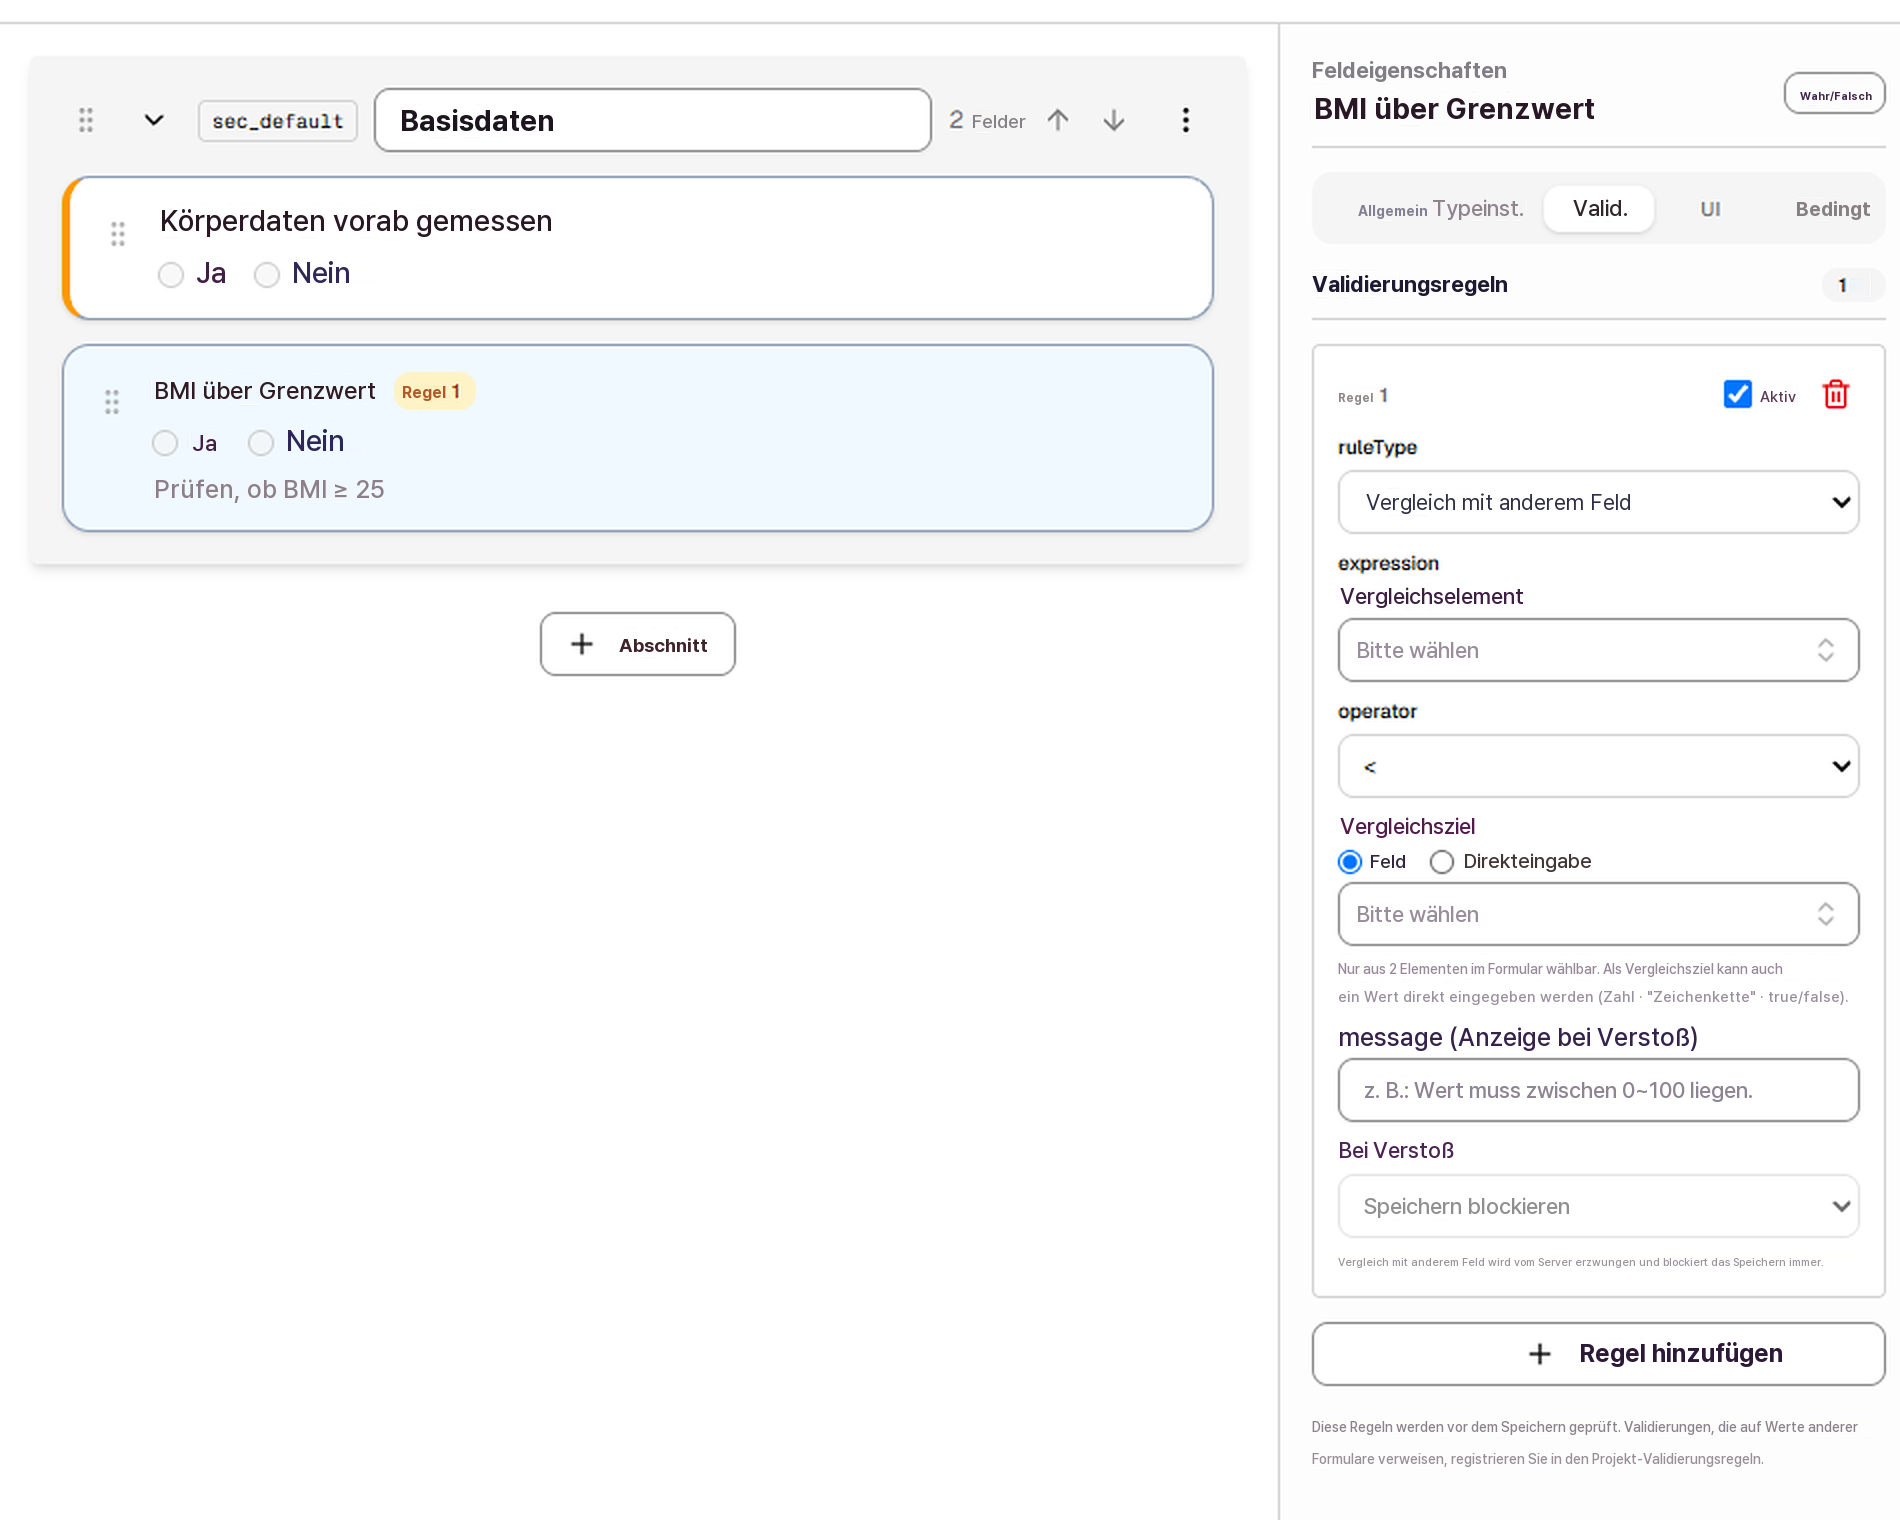 sec_default Basisdaten 2 Felder
Körperdaten vorab gemessen
Ja Nein
BMI über Grenzwert Regel 1
Ja Nein
Prüfen, ob BMI ≥ 25
+ Abschnitt
Feldeigenschaften
BMI über Grenzwert Wahr/Falsch
Allgemein Typeinst. Valid. UI Bedingt
Validierungsregeln 1
Regel 1 Aktiv
ruleType
Vergleich mit anderem Feld
expression
Vergleichselement
Bitte wählen
operator
<
Vergleichsziel
Feld Direkteingabe
Bitte wählen
Nur aus 2 Elementen im Formular wählbar. Als Vergleichsziel kann auch
ein Wert direkt eingegeben werden (Zahl · "Zeichenkette" · true/false).
message (Anzeige bei Verstoß)
z. B.: Wert muss zwischen 0~100 liegen.
Bei Verstoß
Speichern blockieren
Vergleich mit anderem Feld wird vom Server erzwungen und blockiert das Speichern immer.
+ Regel hinzufügen
Diese Regeln werden vor dem Speichern geprüft. Validierungen, die auf Werte anderer
Formulare verweisen, registrieren Sie in den Projekt-Validierungsregeln.